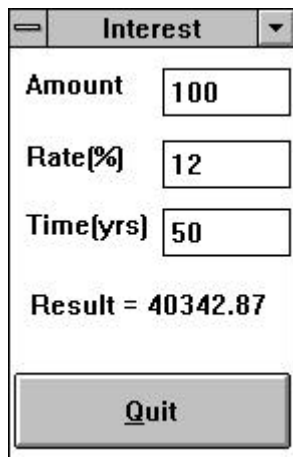 Interest
Amount 100
Rate(%) 12
Time(yrs) 50
Result = 40342.87
Quit